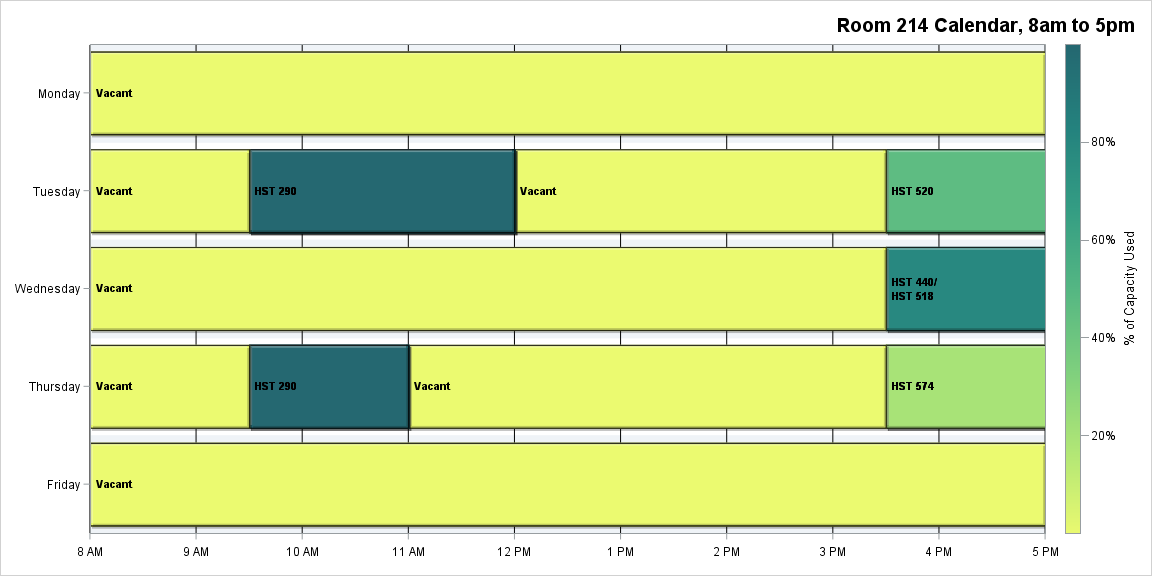 Room 214 Calendar, 8am to 5pm
Monday
Vacant
Tuesday
Vacant
HST 290
Vacant
HST 520
Wednesday
Vacant
HST 440/
HST 518
Thursday
Vacant
HST 290
Vacant
HST 574
Friday
Vacant
8 AM
9 AM
10 AM
11 AM
12 PM
1 PM
2 PM
3 PM
4 PM
5 PM
80%
60%
40%
20%
% of Capacity Used